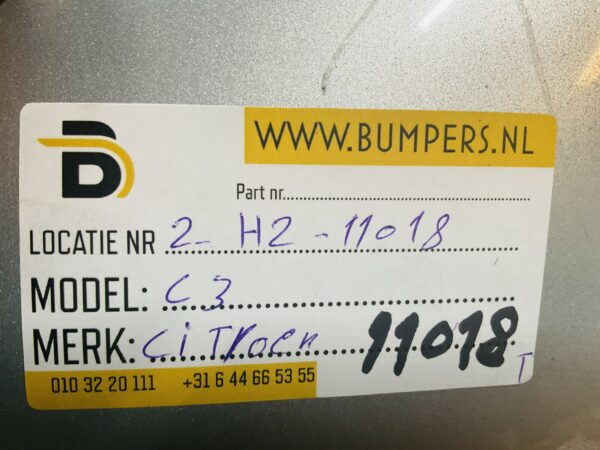 WWW.BUMPERS.NL
B
Part nr.
LOCATIE NR 2-H2-11018
MODEL: C3
MERK: CiTroen 11018 T
010 32 20 111 +31 6 44 66 53 55